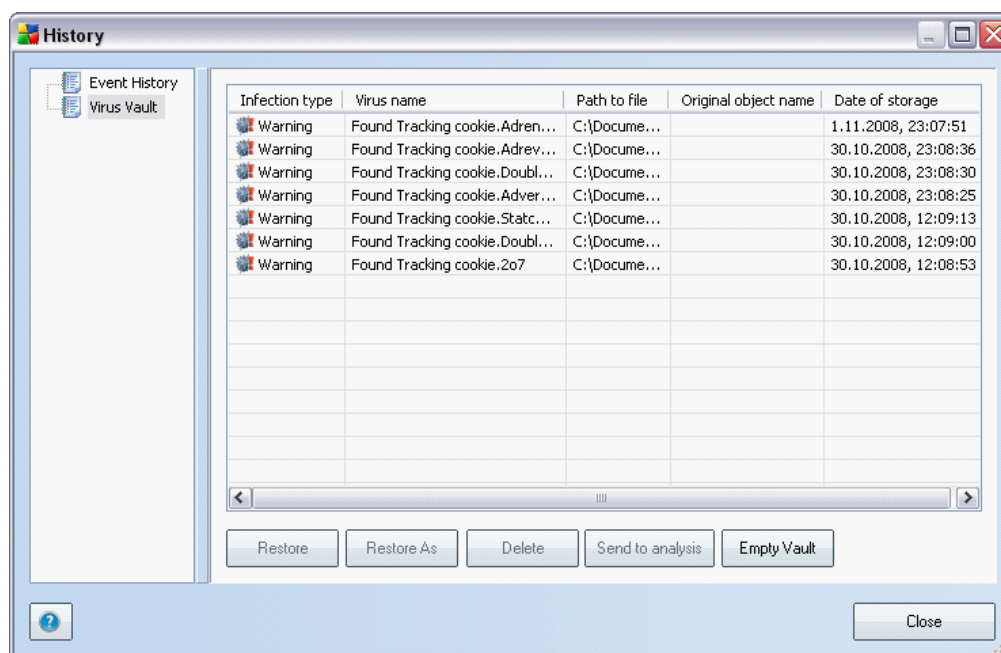 History
Event History
Virus Vault
Infection type Virus name Path to file Original object name Date of storage
Warning Found Tracking cookie.Adren... C:\Docume... 1.11.2008, 23:07:51
Warning Found Tracking cookie.Adrev... C:\Docume... 30.10.2008, 23:08:36
Warning Found Tracking cookie.Doubl... C:\Docume... 30.10.2008, 23:08:30
Warning Found Tracking cookie.Adver... C:\Docume... 30.10.2008, 23:08:25
Warning Found Tracking cookie.Statc... C:\Docume... 30.10.2008, 12:09:13
Warning Found Tracking cookie.Doubl... C:\Docume... 30.10.2008, 12:09:00
Warning Found Tracking cookie.2o7 C:\Docume... 30.10.2008, 12:08:53
Restore Restore As Delete Send to analysis Empty Vault
? Close